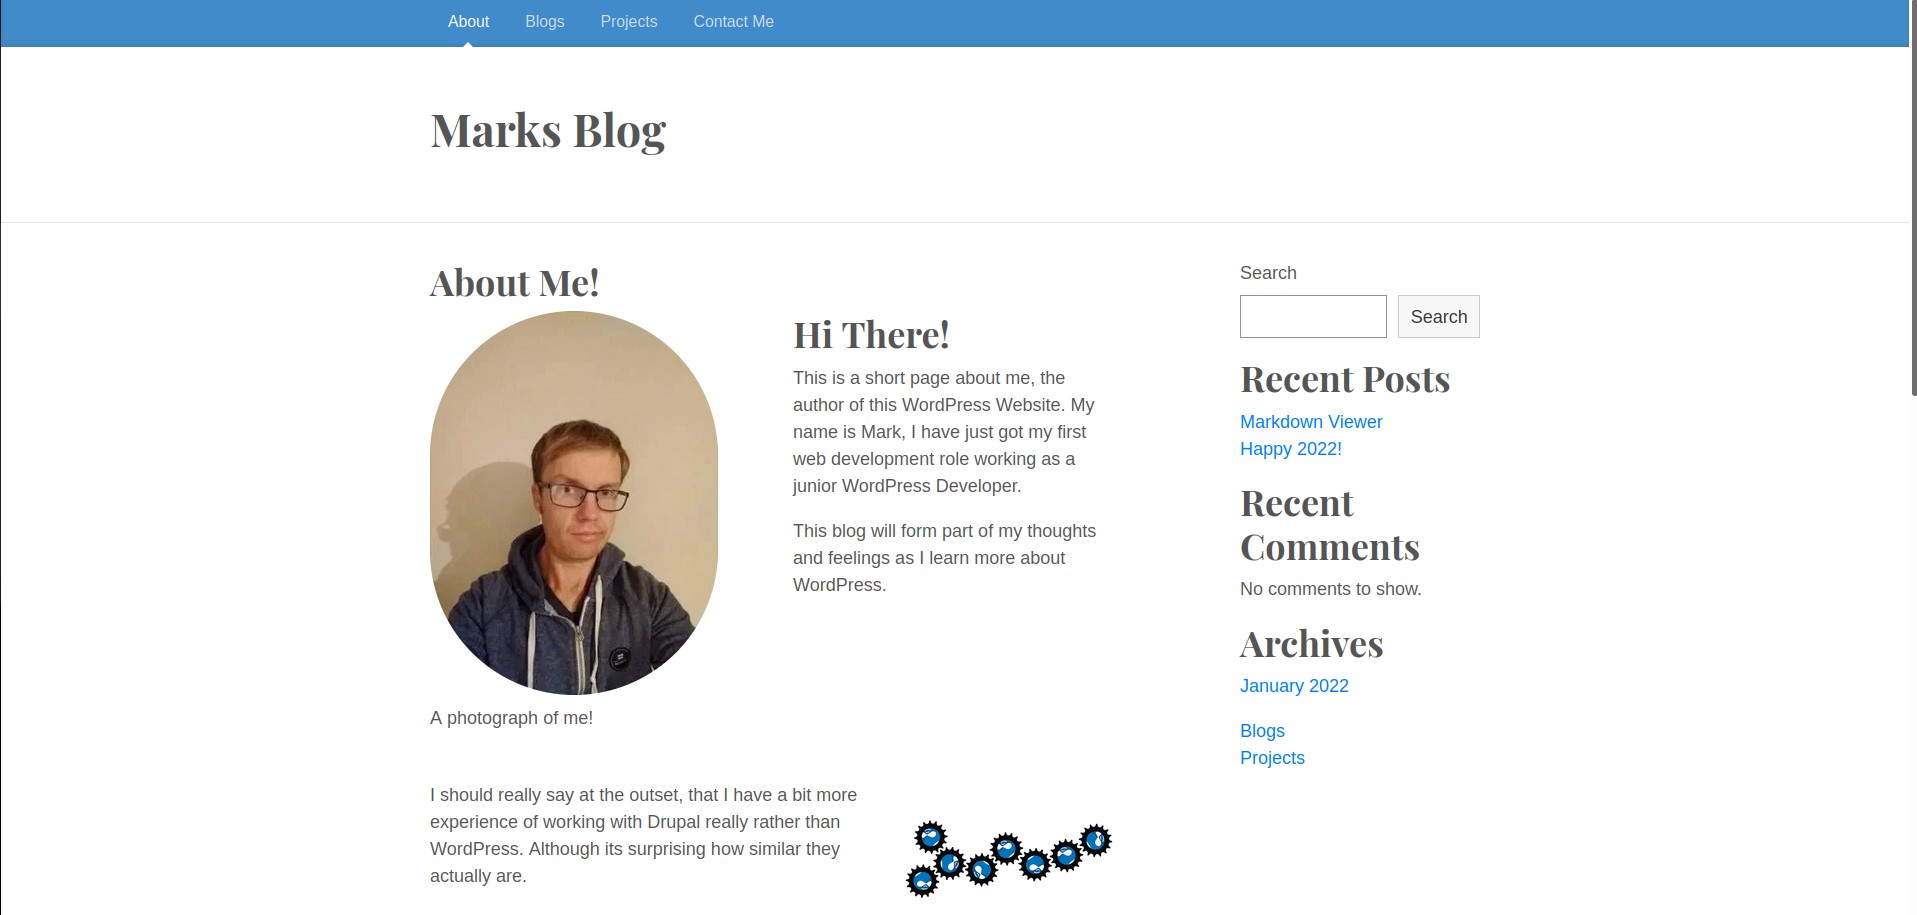 About Blogs Projects Contact Me
Marks Blog
About Me!
Hi There!
This is a short page about me, the
author of this WordPress Website. My
name is Mark, I have just got my first
web development role working as a
junior WordPress Developer.
This blog will form part of my thoughts
and feelings as I learn more about
WordPress.
A photograph of me!
I should really say at the outset, that I have a bit more
experience of working with Drupal really rather than
WordPress. Although its surprising how similar they
actually are.
Search
Search
Recent Posts
Markdown Viewer
Happy 2022!
Recent
Comments
No comments to show.
Archives
January 2022
Blogs
Projects